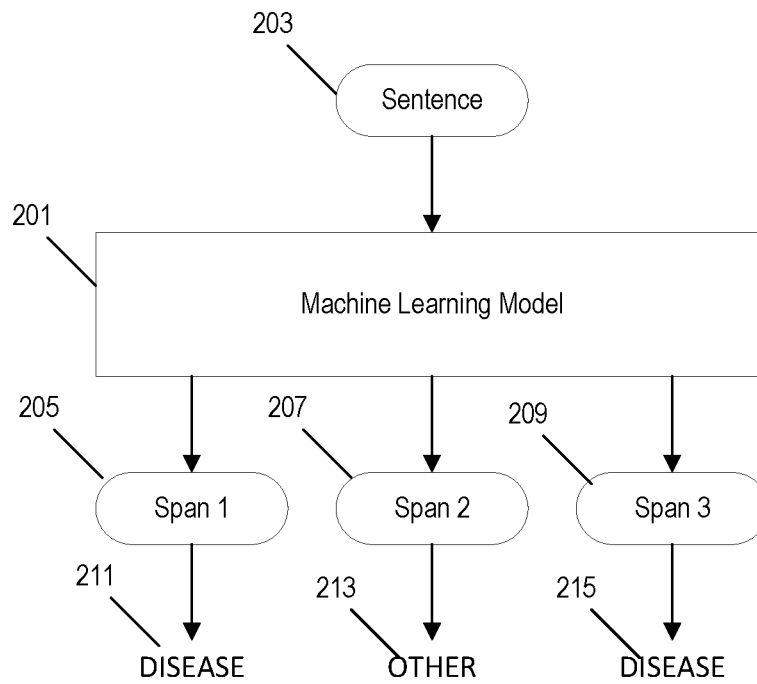 203
Sentence
201
Machine Learning Model
205
207
209
Span 1
Span 2
Span 3
211
213
215
DISEASE
OTHER
DISEASE